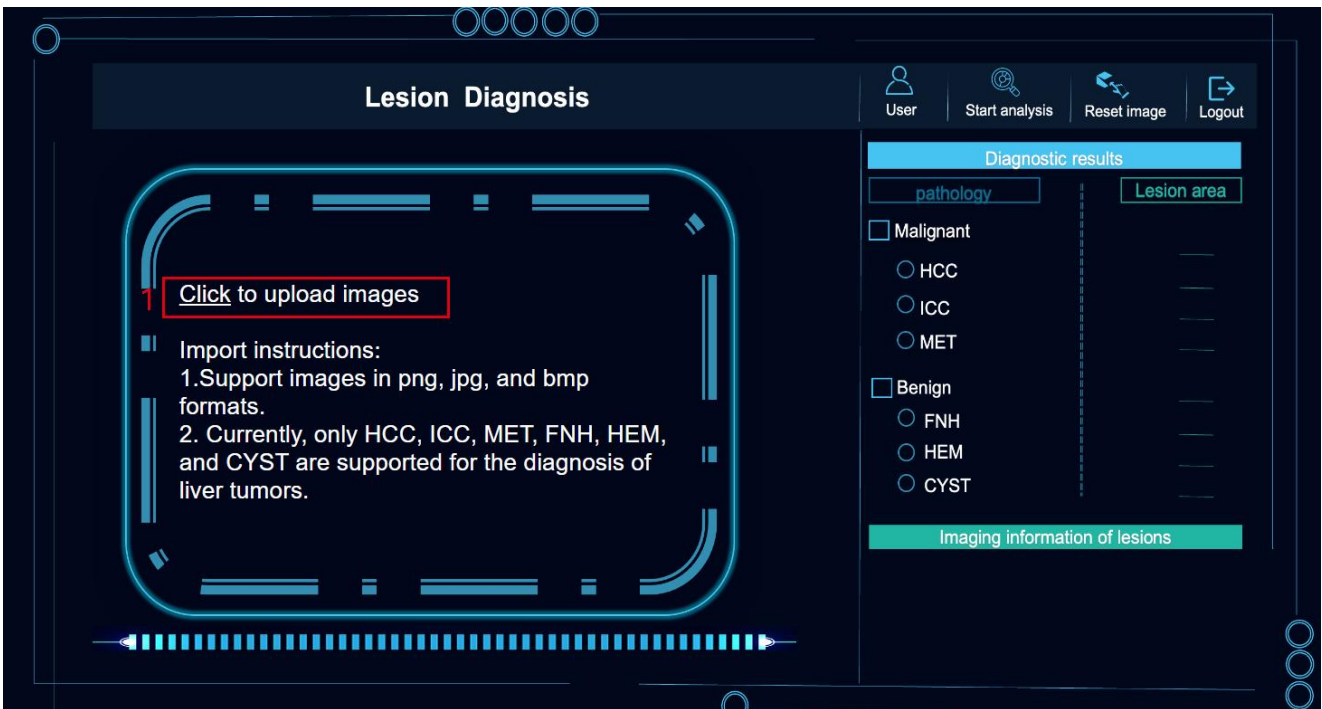 Lesion Diagnosis
User
Start analysis
Reset image
Logout
1
Click to upload images
Import instructions:
1.Support images in png, jpg, and bmp
formats.
2. Currently, only HCC, ICC, MET, FNH, HEM,
and CYST are supported for the diagnosis of
liver tumors.
Diagnostic results
pathology
Lesion area
Malignant
HCC
ICC
MET
Benign
FNH
HEM
CYST
Imaging information of lesions